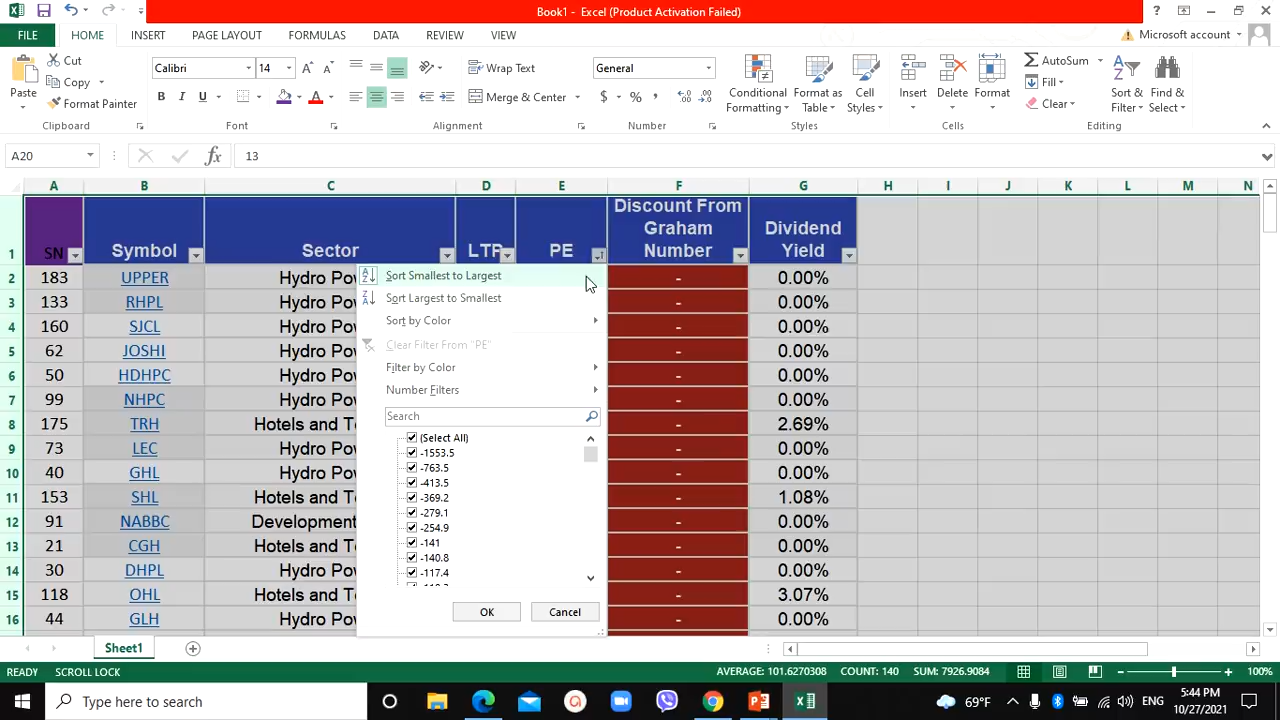 Book1 - Excel (Product Activation Failed)
FILE HOME INSERT PAGE LAYOUT FORMULAS DATA REVIEW VIEW Microsoft account
Cut
Copy
Format Painter
Paste
Clipboard
Calibri 14
B I U A
Font
Wrap Text
Merge & Center
Alignment
General
$ % ,
Number
Conditional Formatting
Format as Table
Cell Styles
Styles
Insert Delete Format
Cells
AutoSum
Fill
Clear
Sort & Filter
Find & Select
Editing
A20 fx 13
A B C D E F G H I J K L M N
1 SN Symbol Sector LTP PE Discount From Graham Number Dividend Yield
2 183 UPPER Hydro Po - 0.00%
3 133 RHPL Hydro Po - 0.00%
4 160 SJCL Hydro Po - 0.00%
5 62 JOSHI Hydro Po - 0.00%
6 50 HDHPC Hydro Po - 0.00%
7 99 NHPC Hydro Po - 0.00%
8 175 TRH Hotels and To - 2.69%
9 73 LEC Hydro Po - 0.00%
10 40 GHL Hydro Po - 0.00%
11 153 SHL Hotels and To - 1.08%
12 91 NABBC Development - 0.00%
13 21 CGH Hotels and To - 0.00%
14 30 DHPL Hydro Po - 0.00%
15 118 OHL Hotels and To - 3.07%
16 44 GLH Hydro Po - 0.00%
Sort Smallest to Largest
Sort Largest to Smallest
Sort by Color
Clear Filter From "PE"
Filter by Color
Number Filters
Search
(Select All)
-1553.5
-763.5
-413.5
-369.2
-279.1
-254.9
-141
-140.8
-117.4
OK Cancel
Sheet1
READY SCROLL LOCK AVERAGE: 101.6270308 COUNT: 140 SUM: 7926.9084 100%
Type here to search 69°F ENG 5:44 PM
10/27/2021